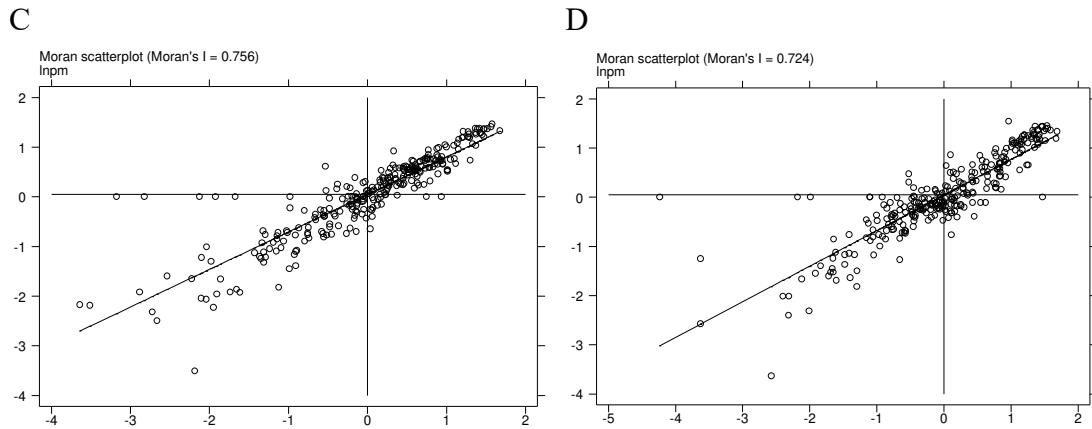 C
Moran scatterplot (Moran's I = 0.756)
lnpm
2
1
0
-1
-2
-3
-4
-4 -3 -2 -1 0 1 2
D
Moran scatterplot (Moran's I = 0.724)
lnpm
2
1
0
-1
-2
-3
-4
-5 -4 -3 -2 -1 0 1 2